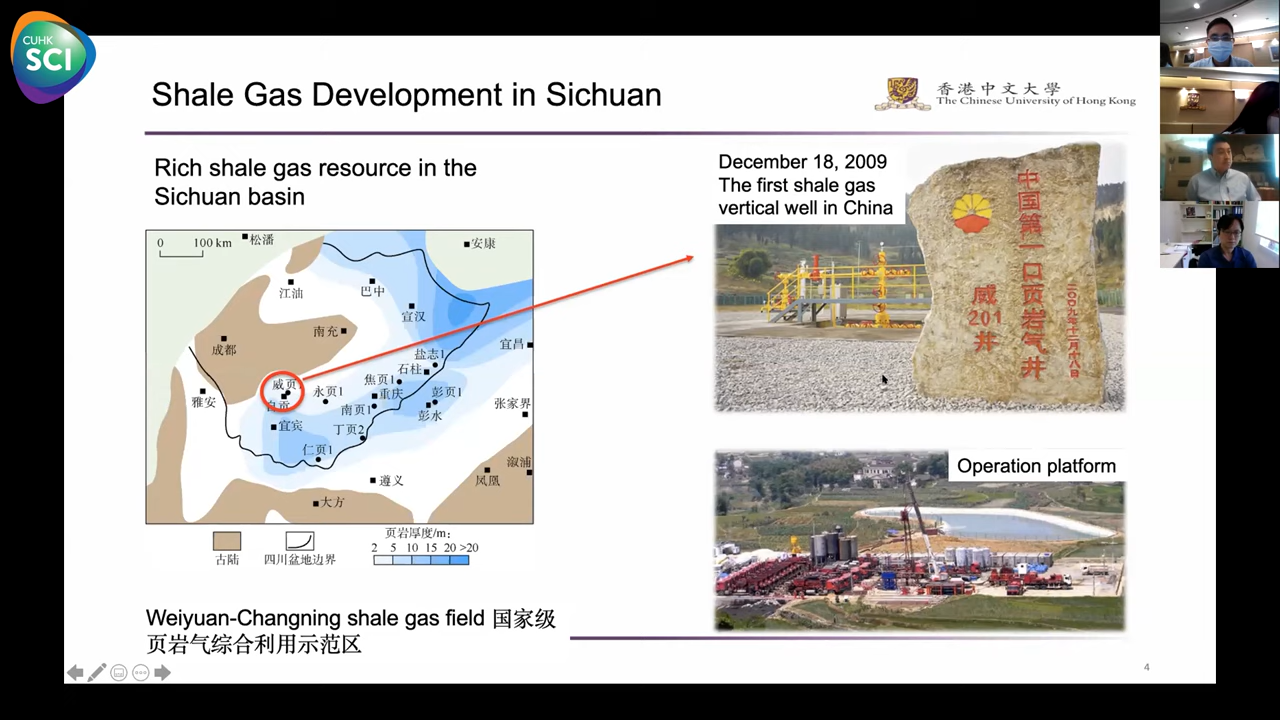 CUHK
SCI
Shale Gas Development in Sichuan
香港中文大學
The Chinese University of Hong Kong
Rich shale gas resource in the
Sichuan basin
0 100 km
松潘
安康
江油
巴中
宣汉
南充
成都
宜昌
盐志1
石柱
焦页1
威页1
永页1
重庆
彭页1
雅安
自贡
南页1
张家界
彭水
宜宾
丁页2
仁页1
溆浦
遵义
凤凰
大方
古陆
四川盆地边界
页岩厚度/m:
2 5 10 15 20 >20
Weiyuan-Changning shale gas field 国家级
页岩气综合利用示范区
December 18, 2009
The first shale gas
vertical well in China
中国第一口页岩气井
威201井
二〇〇九年十二月十八日
Operation platform
4